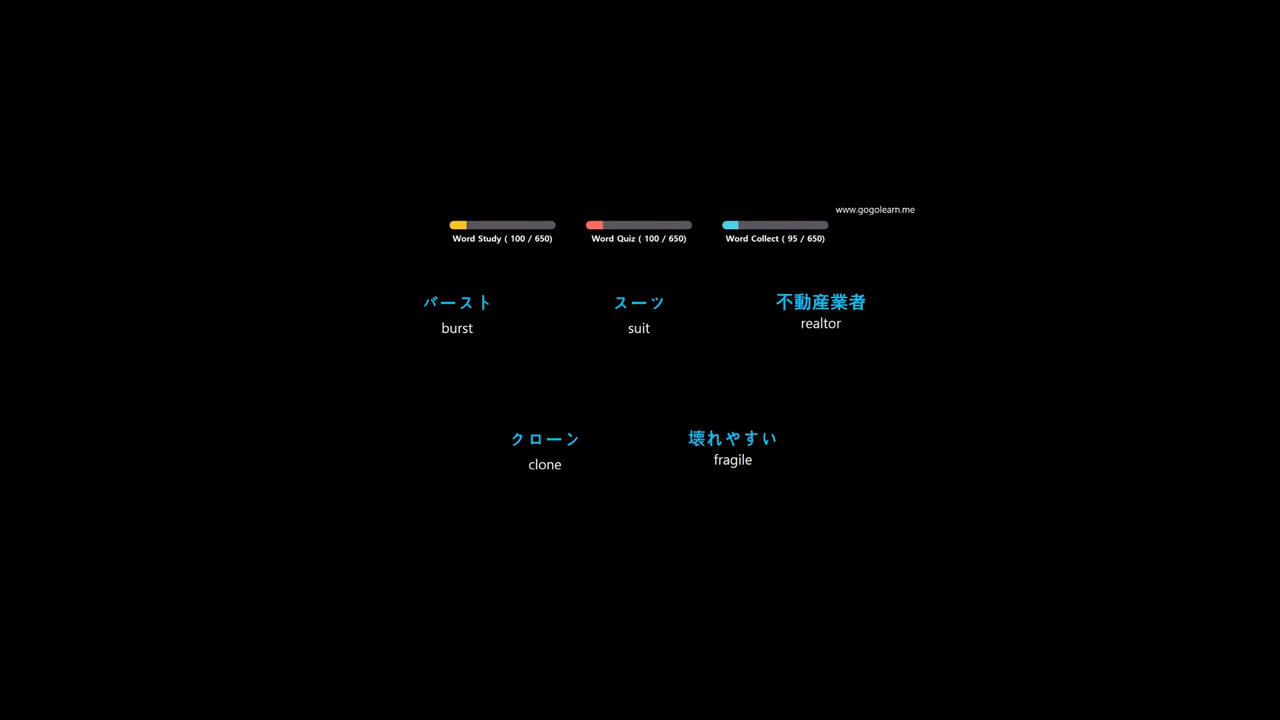 www.gogolearn.me
Word Study ( 100 / 650)
Word Quiz ( 100 / 650)
Word Collect ( 95 / 650)
バースト
burst
スーツ
suit
不動産業者
realtor
クローン
clone
壊れやすい
fragile